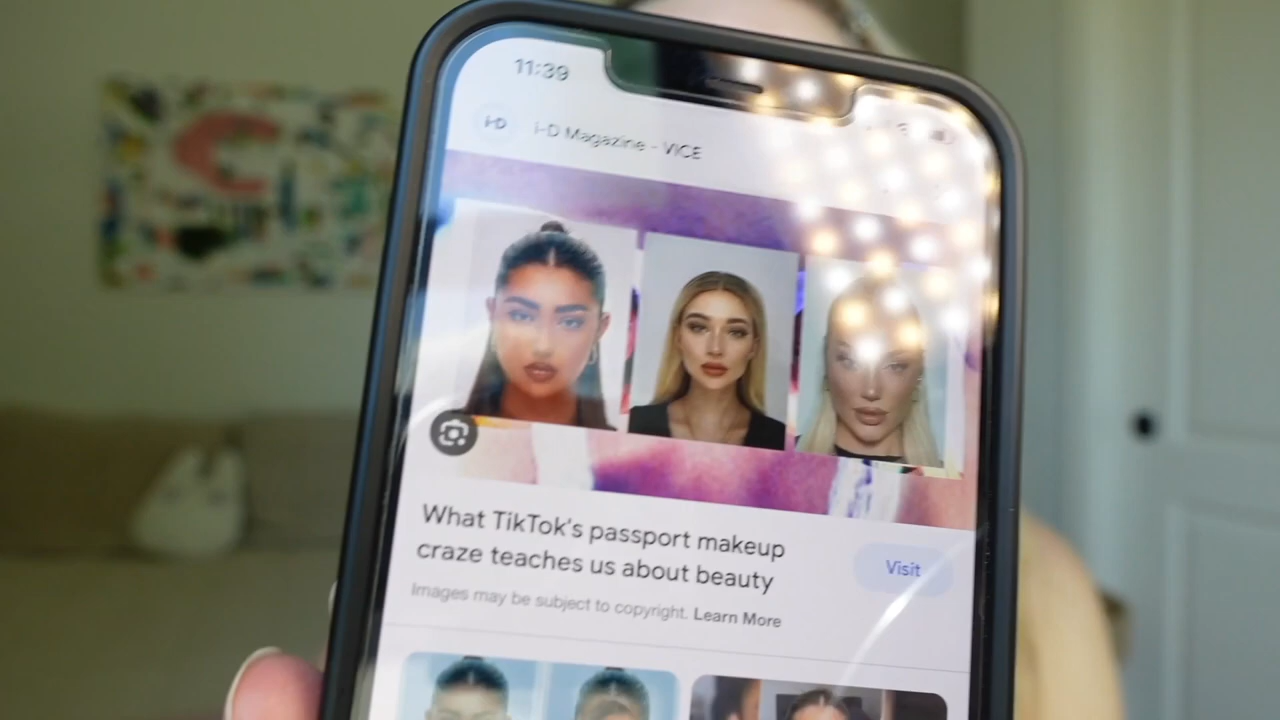 11:39
i-D i-D Magazine - VICE
What TikTok's passport makeup
craze teaches us about beauty
Visit
Images may be subject to copyright. Learn More